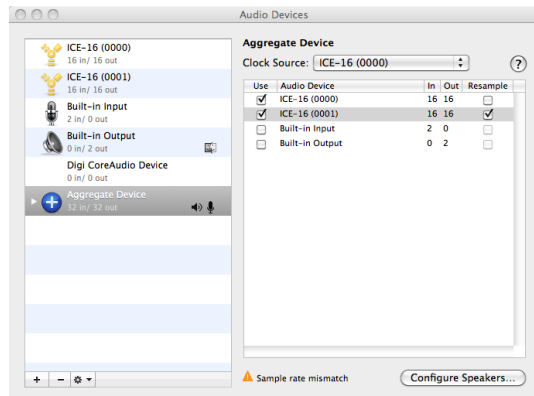 Audio Devices
ICE-16 (0000)
16 in/ 16 out
ICE-16 (0001)
16 in/ 16 out
Built-in Input
2 in/ 0 out
Built-in Output
0 in/ 2 out
Digi CoreAudio Device
0 in/ 0 out
Aggregate Device
32 in/ 32 out
Aggregate Device
Clock Source: ICE-16 (0000) ?
Use Audio Device In Out Resample
ICE-16 (0000) 16 16
ICE-16 (0001) 16 16
Built-in Input 2 0
Built-in Output 0 2
+ −
Sample rate mismatch Configure Speakers...